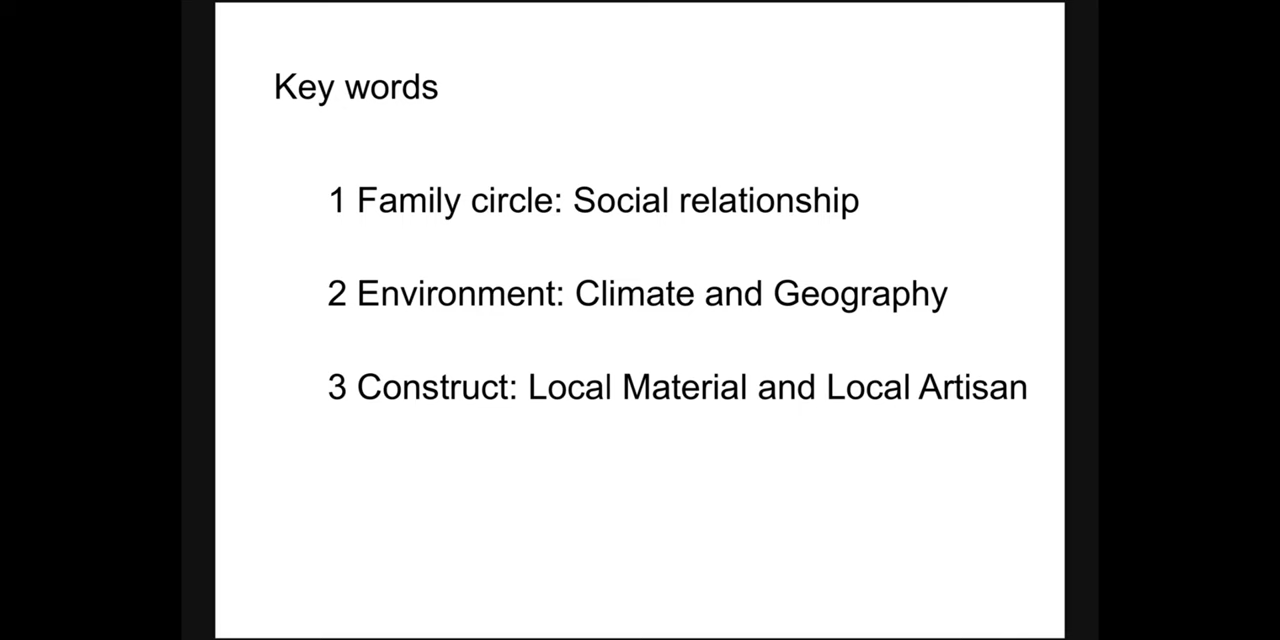 Key words
1 Family circle: Social relationship
2 Environment: Climate and Geography
3 Construct: Local Material and Local Artisan